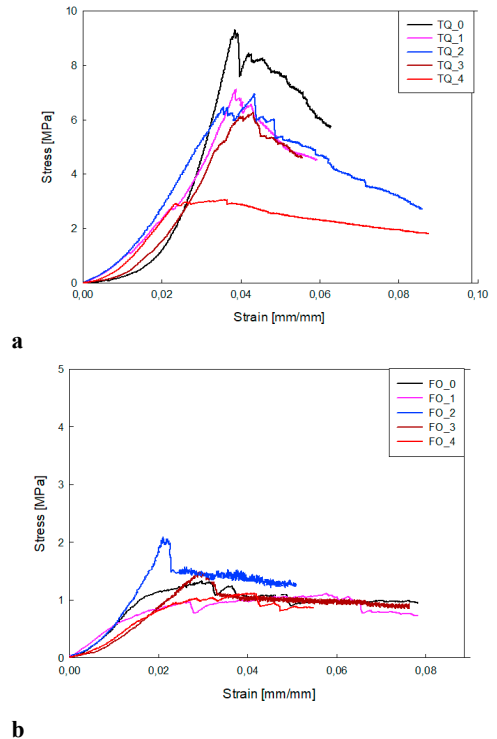 10
8
6
4
2
0
Stress [MPa]
TQ_0
TQ_1
TQ_2
TQ_3
TQ_4
0,00 0,02 0,04 0,06 0,08 0,10
Strain [mm/mm]
a
5
4
3
2
1
0
Stress [MPa]
FO_0
FO_1
FO_2
FO_3
FO_4
0,00 0,02 0,04 0,06 0,08
Strain [mm/mm]
b